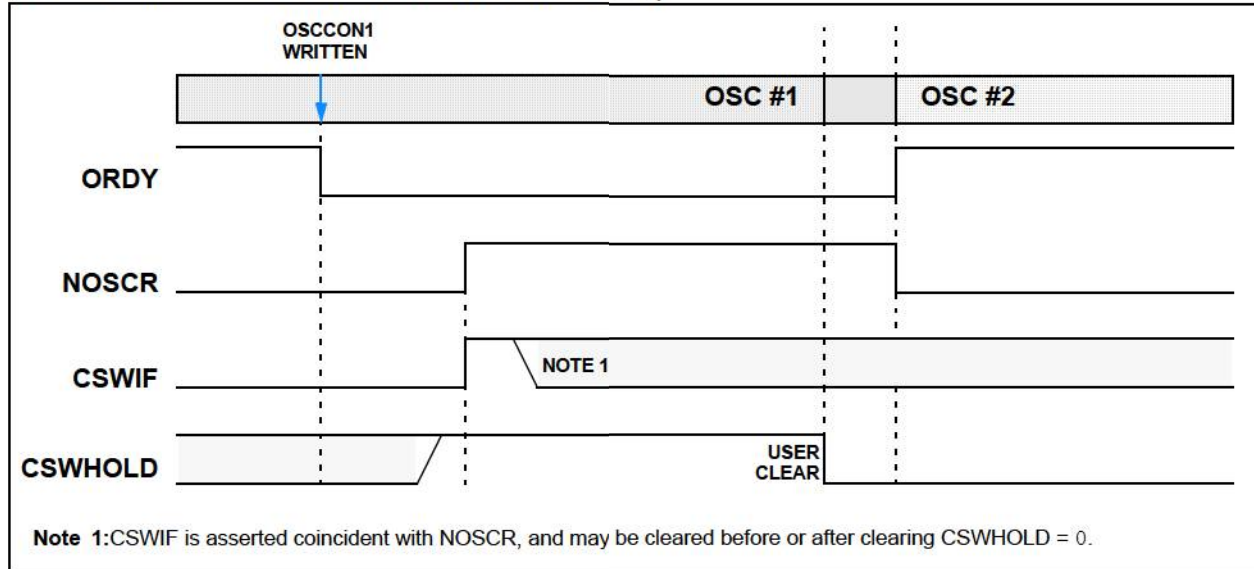 OSCCON1
WRITTEN
OSC #1
OSC #2
ORDY
NOSCR
CSWIF
NOTE 1
CSWHOLD
USER
CLEAR
Note 1:CSWIF is asserted coincident with NOSCR, and may be cleared before or after clearing CSWHOLD = 0.